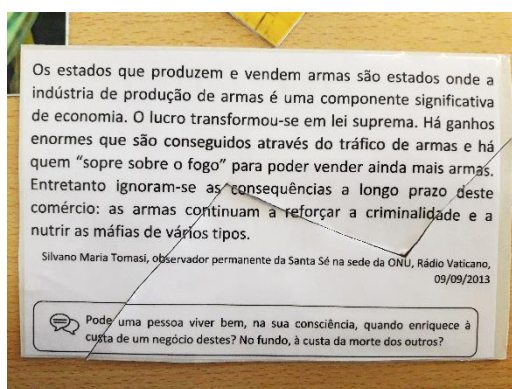 Os estados que produzem e vendem armas são estados onde a
indústria de produção de armas é uma componente significativa
de economia. O lucro transformou-se em lei suprema. Há ganhos
enormes que são conseguidos através do tráfico de armas e há
quem “sopre sobre o fogo” para poder vender ainda mais armas.
Entretanto ignoram-se as consequências a longo prazo deste
comércio: as armas continuam a reforçar a criminalidade e a
nutrir as máfias de vários tipos.
Silvano Maria Tomasi, observador permanente da Santa Sé na sede da ONU, Rádio Vaticano,
09/09/2013
Pode uma pessoa viver bem, na sua consciência, quando enriquece à
custa de um negócio destes? No fundo, à custa da morte dos outros?